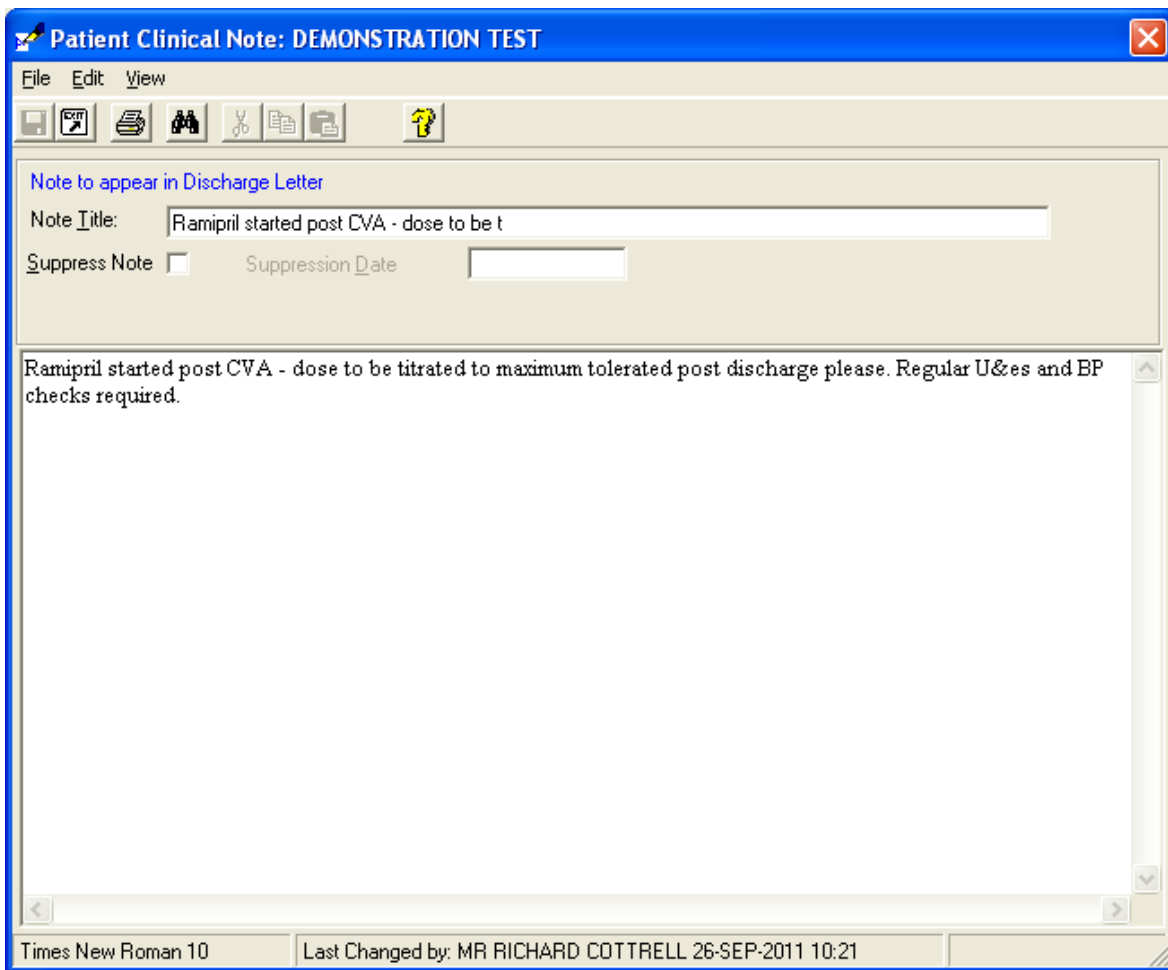 Patient Clinical Note: DEMONSTRATION TEST
File Edit View
EXIT
Note to appear in Discharge Letter
Note Title: Ramipril started post CVA - dose to be t
Suppress Note Suppression Date
Ramipril started post CVA - dose to be titrated to maximum tolerated post discharge please. Regular U&es and BP
checks required.
Times New Roman 10 Last Changed by: MR RICHARD COTTRELL 26-SEP-2011 10:21